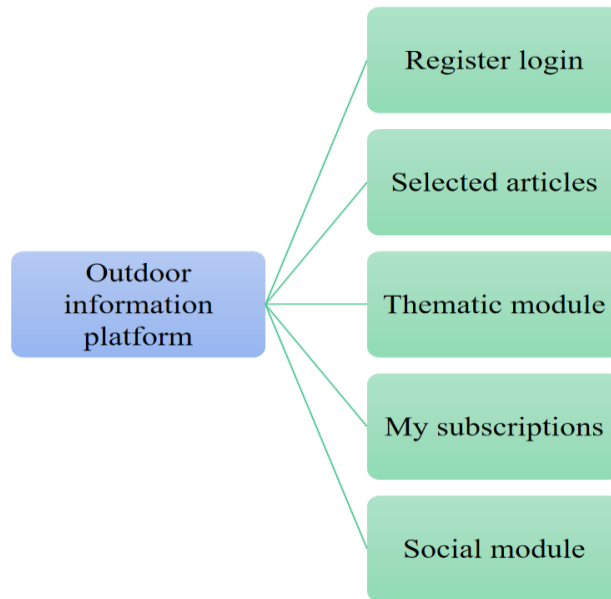 Register login
Selected articles
Outdoor
information
platform
Thematic module
My subscriptions
Social module